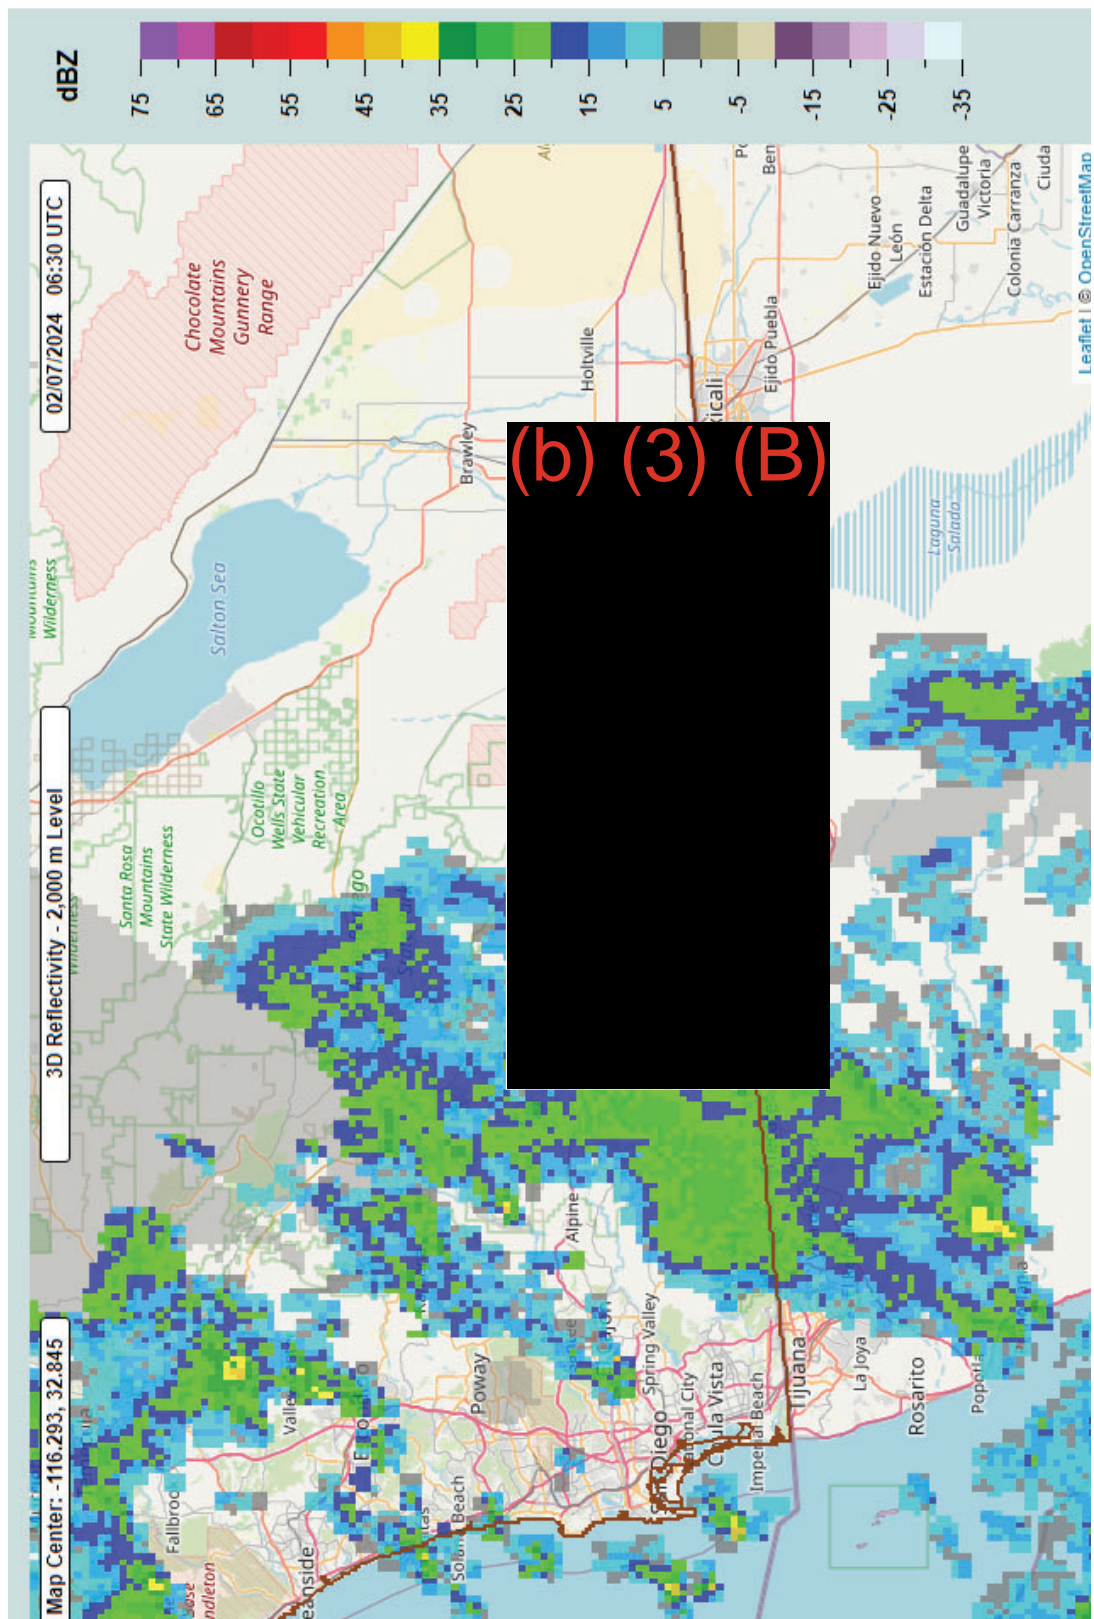 Map Center: -116.293, 32.845
3D Reflectivity - 2,000 m Level
02/07/2024 06:30 UTC
dBZ
75
65
55
45
35
25
15
5
-5
-15
-25
-35
(b) (3) (B)
Chocolate
Mountains
Gunnery
Range
Wilderness
Salton Sea
Santa Rosa
Mountains
State Wilderness
Wilderness
Ocotillo
Wells State
Vehicular
Recreation
Area
Brawley
Holtville
Ejido Puebla
Ejido Nuevo
León
Estación Delta
Guadalupe
Victoria
Colonia Carranza
Laguna
Salada
Alpine
Poway
Spring Valley
National City
Chula Vista
Imperial Beach
Tijuana
La Joya
Rosarito
Beach
Diego
Leaflet | © OpenStreetMap